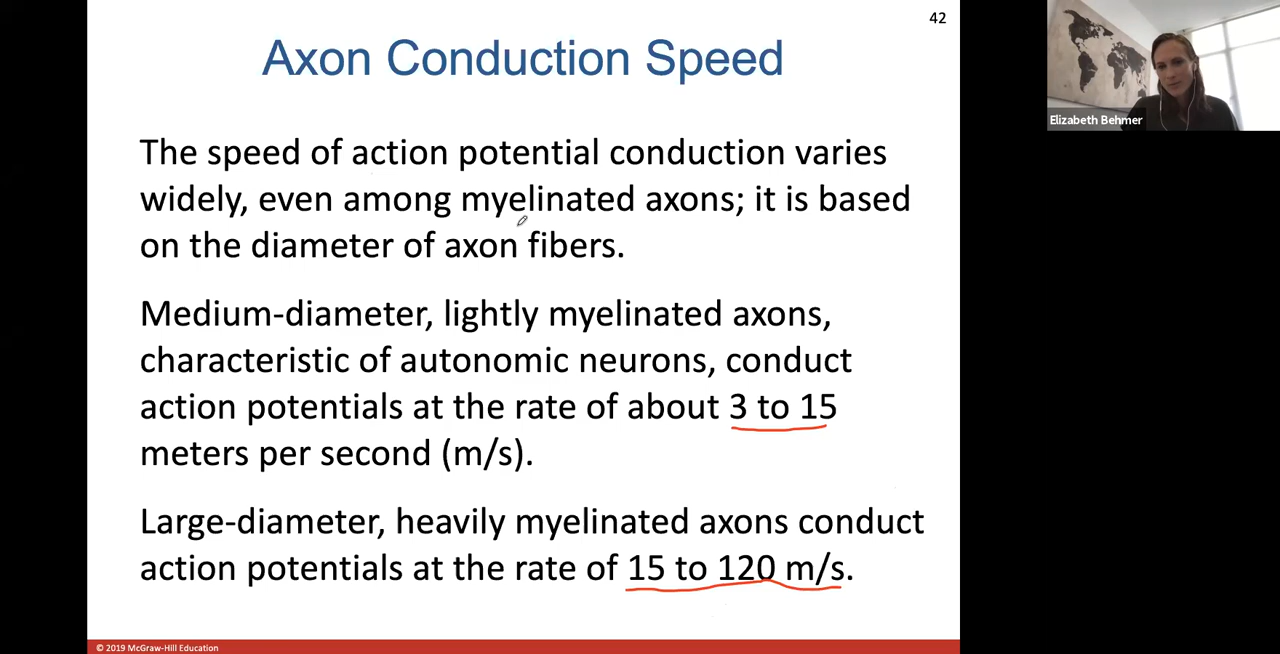 42
Axon Conduction Speed
Elizabeth Behmer
The speed of action potential conduction varies
widely, even among myelinated axons; it is based
on the diameter of axon fibers.
Medium-diameter, lightly myelinated axons,
characteristic of autonomic neurons, conduct
action potentials at the rate of about 3 to 15
meters per second (m/s).
Large-diameter, heavily myelinated axons conduct
action potentials at the rate of 15 to 120 m/s.
© 2019 McGraw-Hill Education